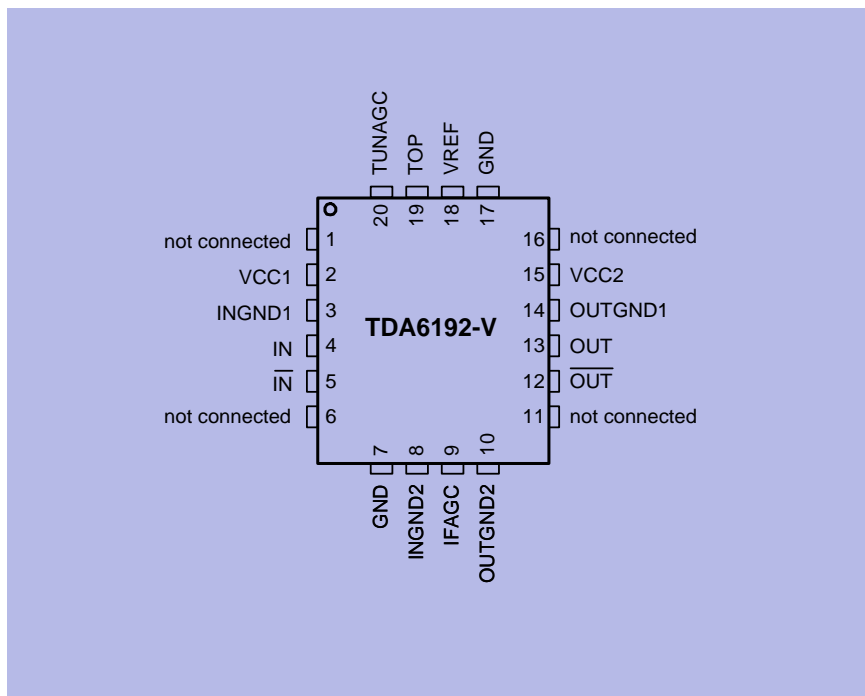 TUNAGC
TOP
VREF
GND
20
19
18
17
not connected 1
VCC1 2
INGND1 3
IN 4
I̅N̅ 5
not connected 6
TDA6192-V
16 not connected
15 VCC2
14 OUTGND1
13 OUT
12 O̅U̅T̅
11 not connected
7
8
9
10
GND
INGND2
IFAGC
OUTGND2